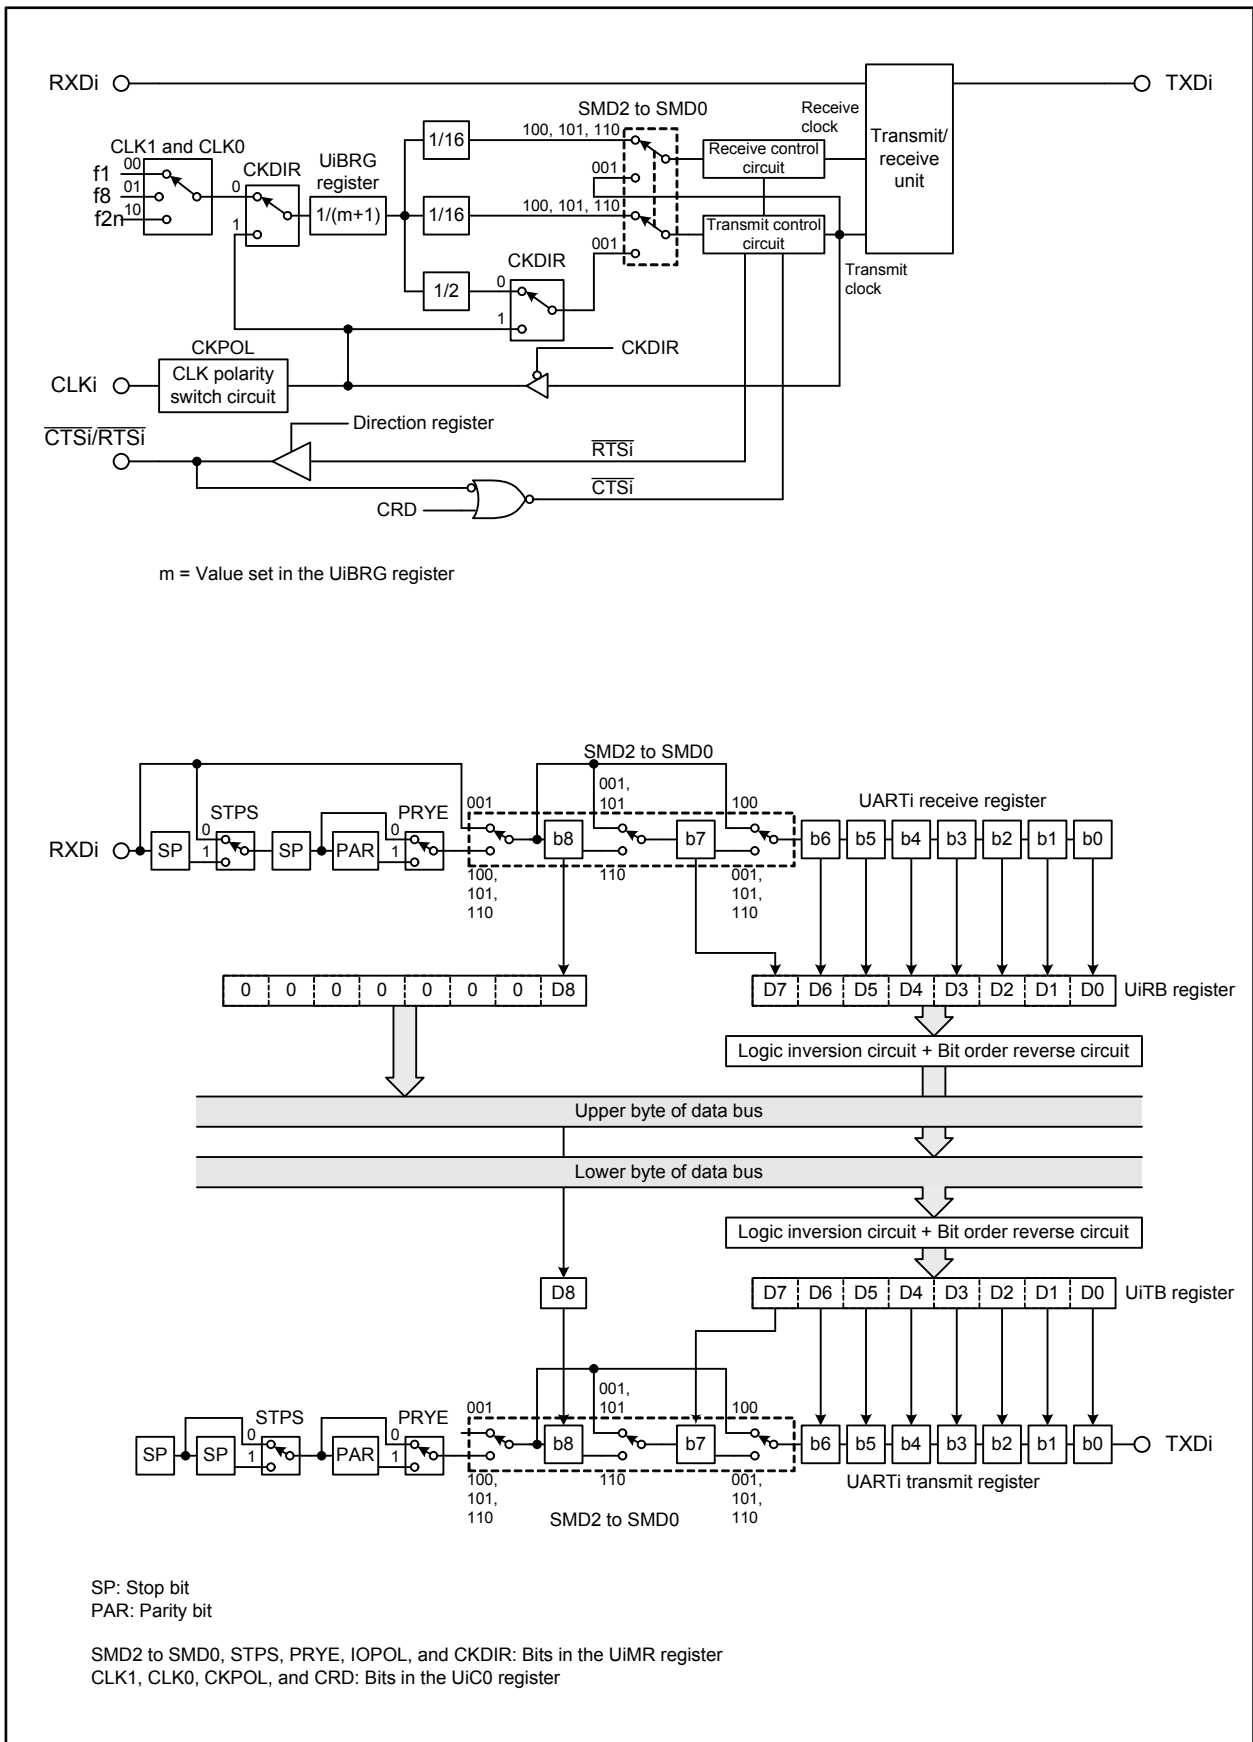 RXDi
TXDi
SMD2 to SMD0
Receive
clock
Transmit/
receive
unit
CLK1 and CLK0
CKDIR
UiBRG
register
1/16
100, 101, 110
Receive control
circuit
00
f1
01
f8
10
f2n
0
1
1/(m+1)
001
1/16
100, 101, 110
Transmit control
circuit
001
CKDIR
Transmit
clock
1/2
0
1
CKPOL
CKDIR
CLKi
CLK polarity
switch circuit
CTSi/RTSi
Direction register
RTSi
CTSi
CRD
m = Value set in the UiBRG register
SMD2 to SMD0
001
001,
101
100
UARTi receive register
STPS
PRYE
RXDi
SP
0
1
SP
PAR
0
1
b8
b7
b6
b5
b4
b3
b2
b1
b0
100,
101,
110
110
001,
101,
110
0 0 0 0 0 0 0 D8
D7 D6 D5 D4 D3 D2 D1 D0
UiRB register
Logic inversion circuit + Bit order reverse circuit
Upper byte of data bus
Lower byte of data bus
Logic inversion circuit + Bit order reverse circuit
D8
D7 D6 D5 D4 D3 D2 D1 D0
UiTB register
001
001,
101
100
STPS
PRYE
SP
SP
0
1
PAR
0
1
b8
b7
b6
b5
b4
b3
b2
b1
b0
TXDi
100,
101,
110
110
001,
101,
110
UARTi transmit register
SMD2 to SMD0
SP: Stop bit
PAR: Parity bit
SMD2 to SMD0, STPS, PRYE, IOPOL, and CKDIR: Bits in the UiMR register
CLK1, CLK0, CKPOL, and CRD: Bits in the UiC0 register